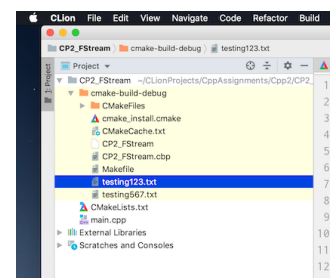 CLion File Edit View Navigate Code Refactor Build
CP2_FStream cmake-build-debug testing123.txt
1: Project
Project
CP2_FStream ~/CLionProjects/CppAssignments/Cpp2/CP2_
cmake-build-debug
CMakeFiles
cmake_install.cmake
CMakeCache.txt
CP2_FStream
CP2_FStream.cbp
Makefile
testing123.txt
testing567.txt
CMakeLists.txt
main.cpp
External Libraries
Scratches and Consoles
1
2
3
4
5
6
7
8
9
10
11
12